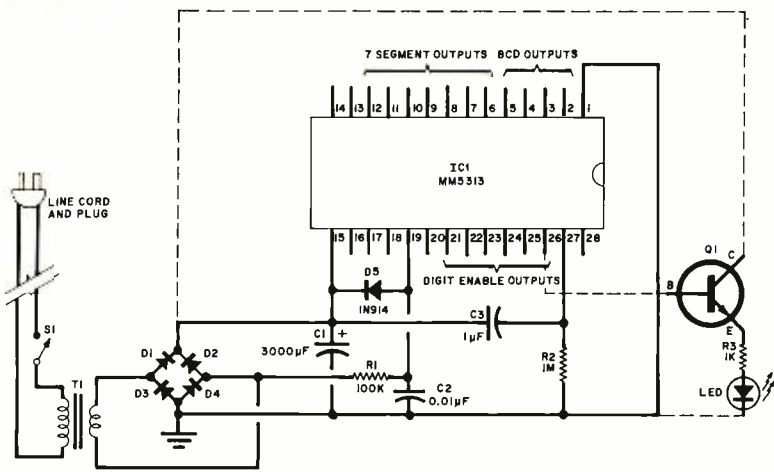 7 SEGMENT OUTPUTS BCD OUTPUTS
14 13 12 11 10 9 8 7 6 5 4 3 2 1
IC1
MM5313
LINE CORD
AND PLUG
15 16 17 18 19 20 21 22 23 24 25 26 27 28
Q1
C
B
E
D5
1N914
DIGIT ENABLE OUTPUTS
S1
C1
+
3000µF
C3
1µF
R3
1K
D1
D2
R2
1M
T1
D3
D4
R1
100K
C2
0.01µF
LED